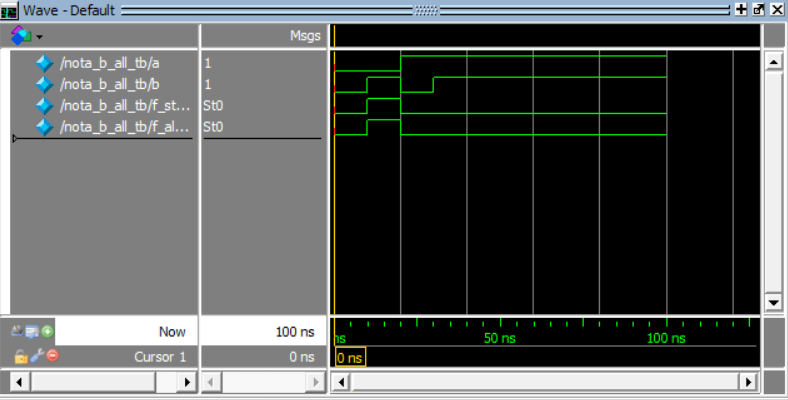 Wave - Default
Msgs
/nota_b_all_tb/a 1
/nota_b_all_tb/b 1
/nota_b_all_tb/f_st... St0
/nota_b_all_tb/f_al... St0
Now 100 ns ns 50 ns 100 ns
Cursor 1 0 ns 0 ns